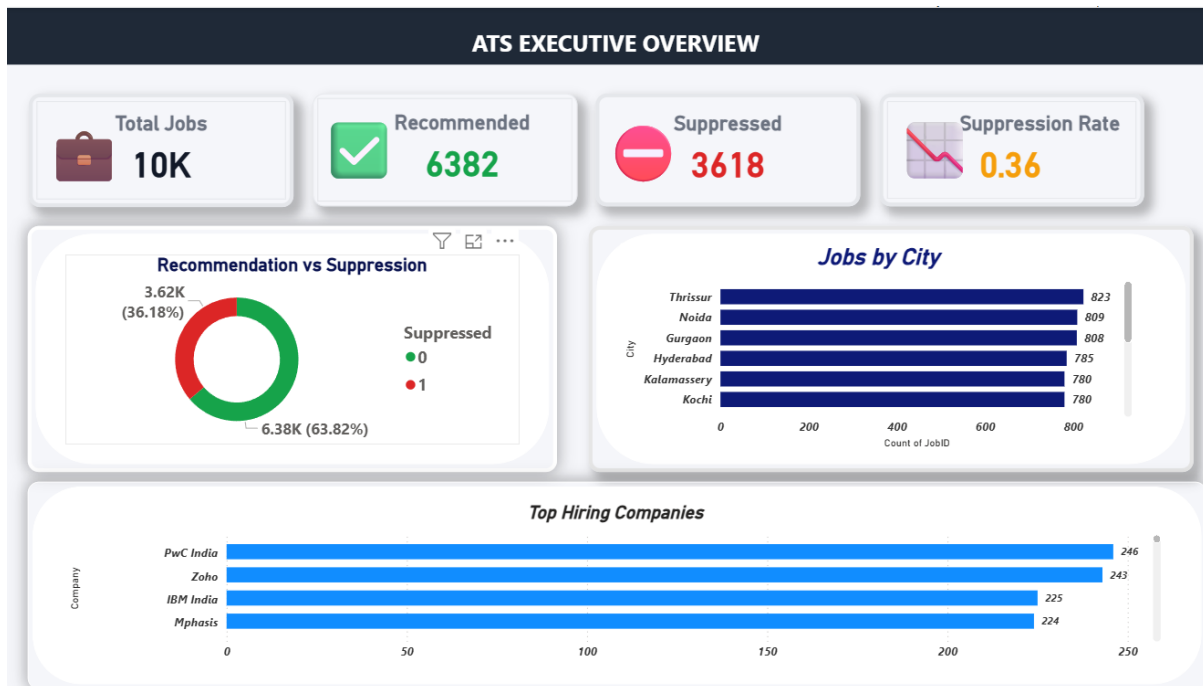 ATS EXECUTIVE OVERVIEW
Total Jobs
10K
Recommended
6382
Suppressed
3618
Suppression Rate
0.36
Recommendation vs Suppression
3.62K
(36.18%)
6.38K (63.82%)
Suppressed
0
1
Jobs by City
City
Thrissur 823
Noida 809
Gurgaon 808
Hyderabad 785
Kalamassery 780
Kochi 780
0 200 400 600 800
Count of JobID
Top Hiring Companies
Company
PwC India 246
Zoho 243
IBM India 225
Mphasis 224
0 50 100 150 200 250